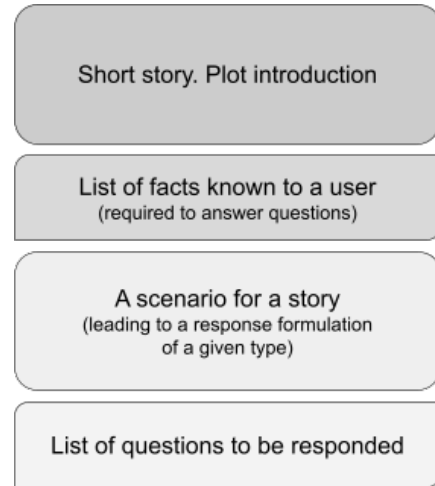 Short story. Plot introduction
List of facts known to a user
(required to answer questions)
A scenario for a story
(leading to a response formulation
of a given type)
List of questions to be responded